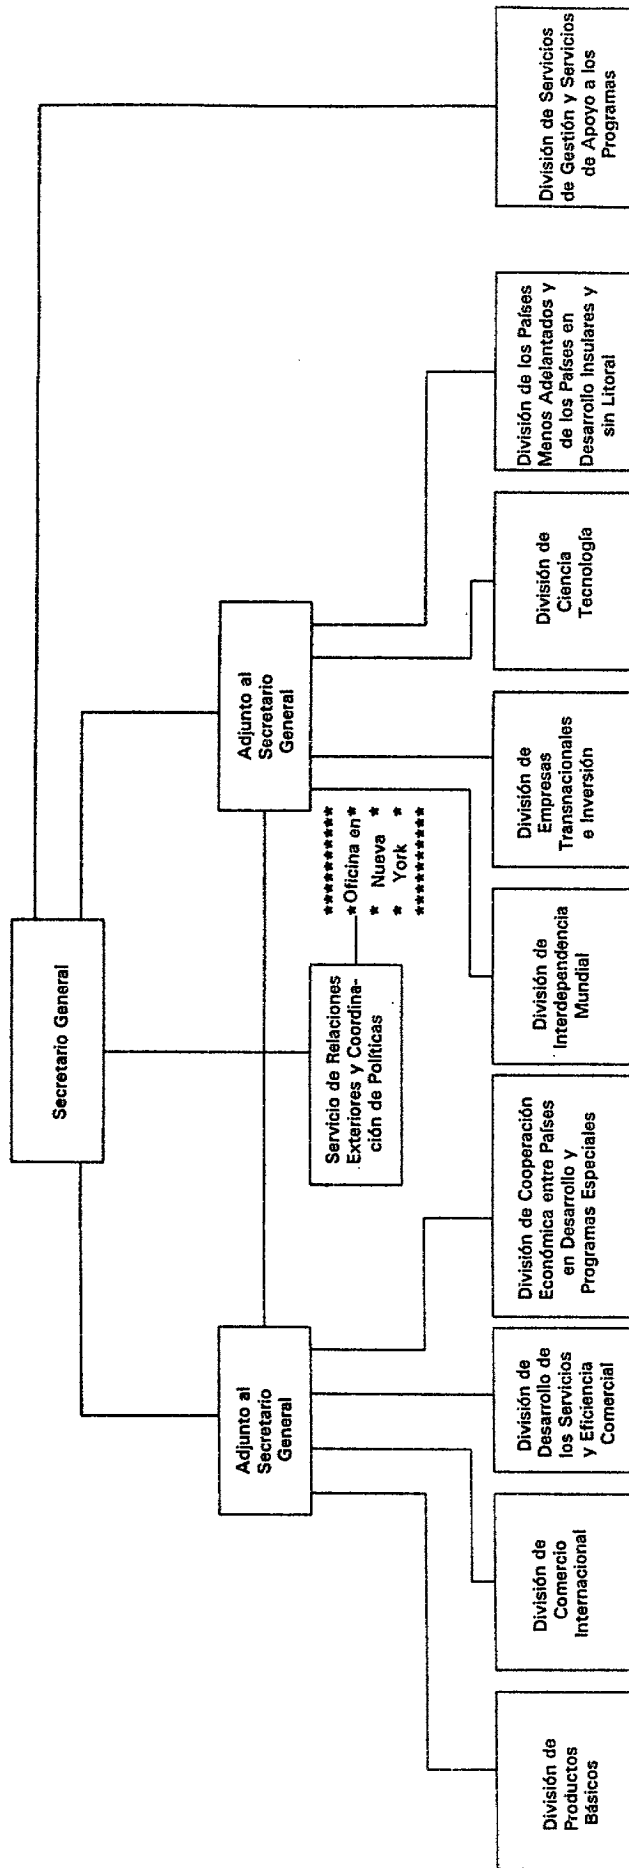 Secretario General
Adjunto al
Secretario
General
Adjunto al
Secretario
General
Servicio de Relaciones
Exteriores y Coordina-
ción de Políticas
**********
*Oficina en*
* Nueva *
* York *
**********
División de
Productos
Básicos
División de
Comercio
Internacional
División de
Desarrollo de
los Servicios
y Eficiencia
Comercial
División de Cooperación
Económica entre Países
en Desarrollo y
Programas Especiales
División de
Interdependencia
Mundial
División de
Empresas
Transnacionales
e Inversión
División de
Ciencia
Tecnología
División de los Países
Menos Adelantados y
de los Países en
Desarrollo Insulares y
sin Litoral
División de Servicios
de Gestión y Servicios
de Apoyo a los
Programas